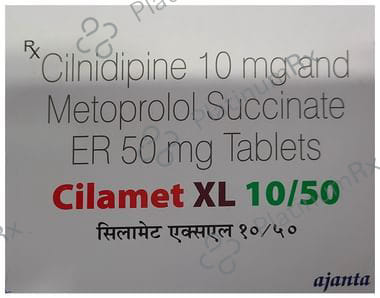 Rx Cilnidipine 10 mg and
Metoprolol Succinate
ER 50 mg Tablets
Cilamet XL 10/50
सिलामेट एक्सएल १०/५०
ajanta
PlatinumRx